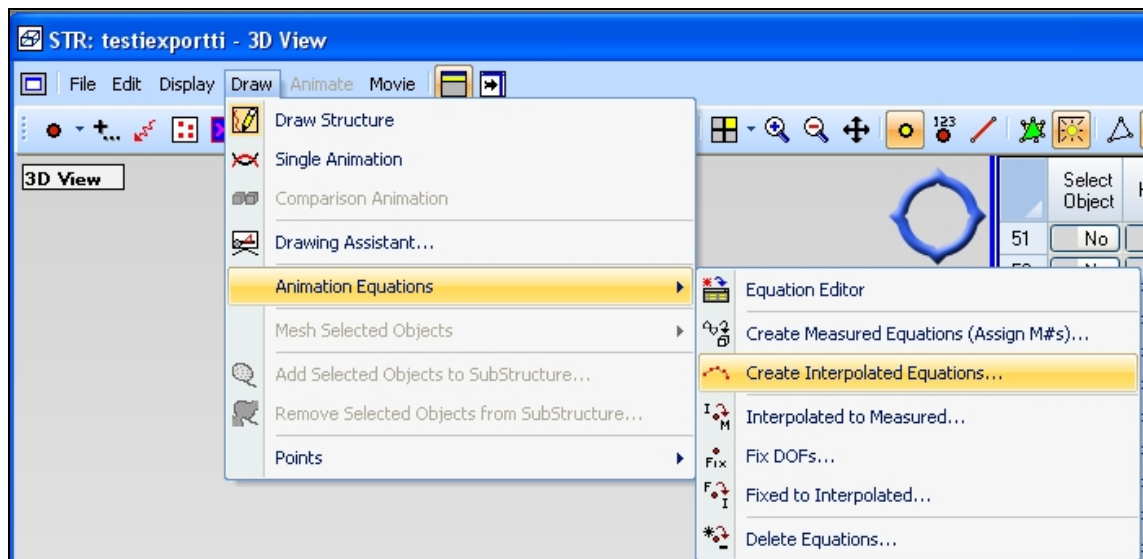 STR: testiexportti - 3D View
File Edit Display Draw Animate Movie
123
3D View
Draw Structure
Single Animation
Comparison Animation
Drawing Assistant...
Animation Equations
Mesh Selected Objects
Add Selected Objects to SubStructure...
Remove Selected Objects from SubStructure...
Points
Select
Object
51 No
Equation Editor
Create Measured Equations (Assign M#s)...
Create Interpolated Equations...
I M Interpolated to Measured...
Fix Fix DOFs...
F I Fixed to Interpolated...
Delete Equations...